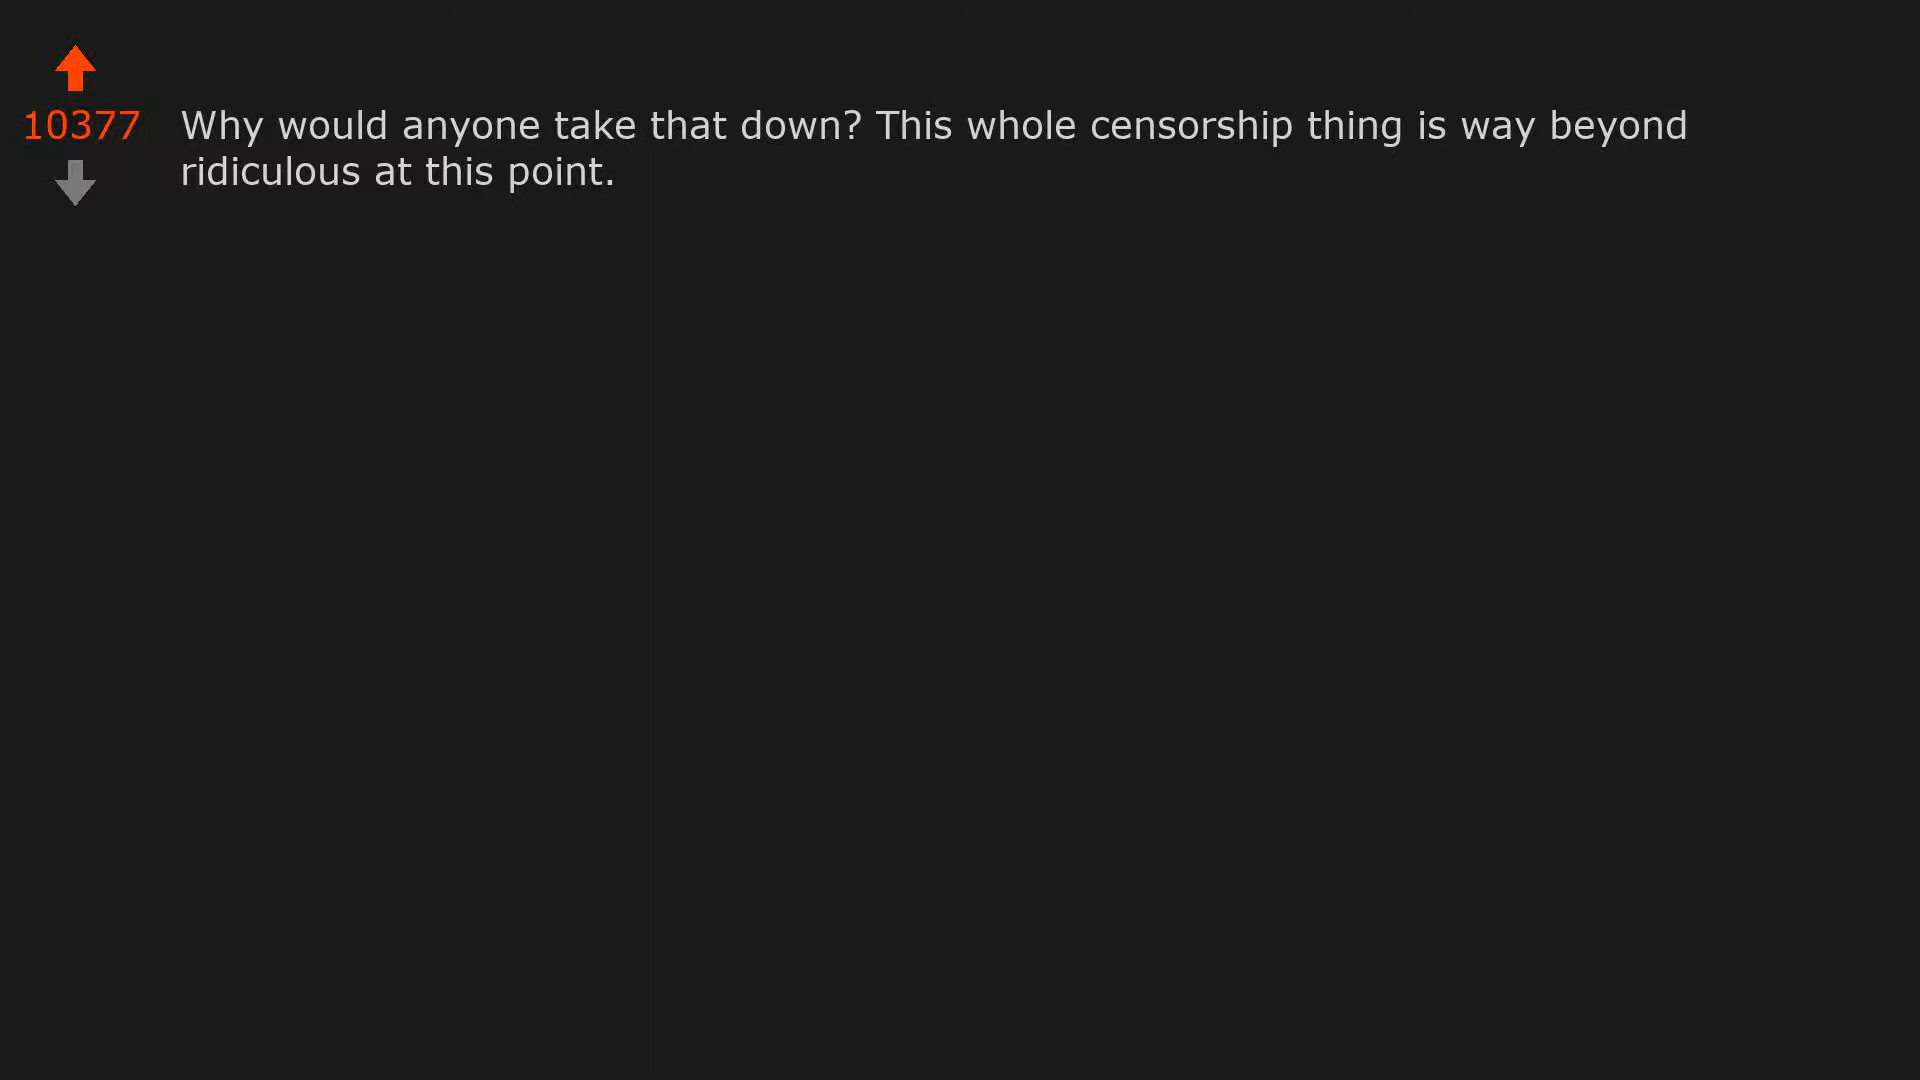 10377
Why would anyone take that down? This whole censorship thing is way beyond
ridiculous at this point.